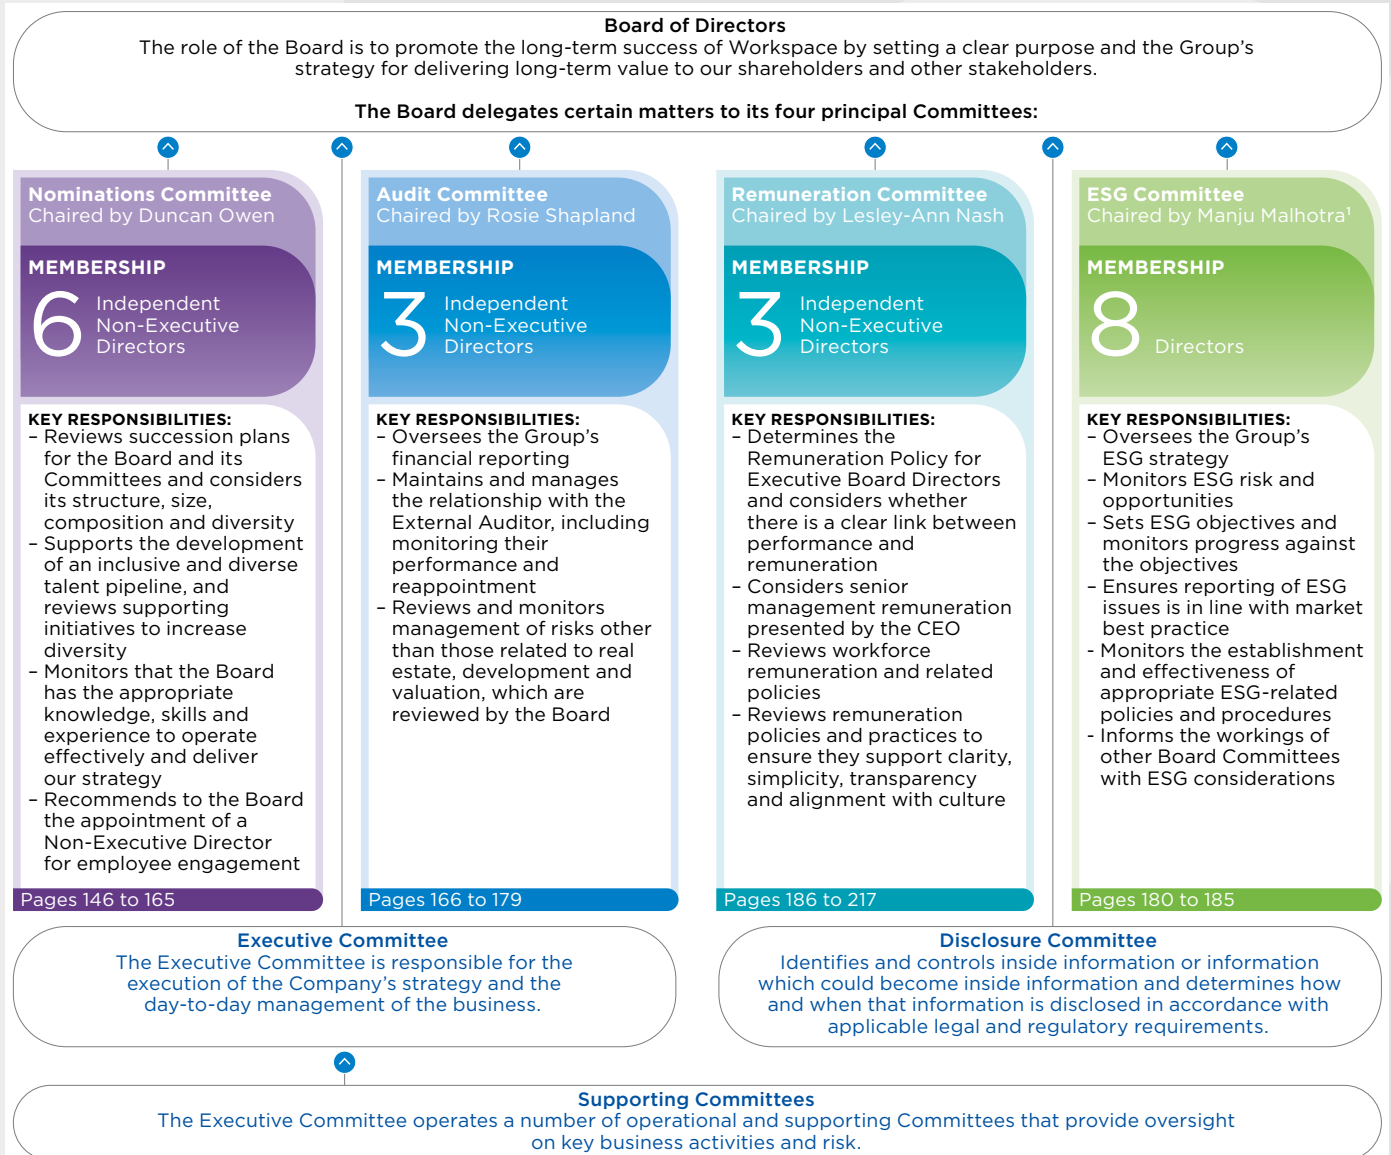 Board of Directors
The role of the Board is to promote the long-term success of Workspace by setting a clear purpose and the Group's
strategy for delivering long-term value to our shareholders and other stakeholders.
The Board delegates certain matters to its four principal Committees:
Nominations Committee
Chaired by Duncan Owen
MEMBERSHIP
6 Independent
Non-Executive
Directors
KEY RESPONSIBILITIES:
– Reviews succession plans
for the Board and its
Committees and considers
its structure, size,
composition and diversity
– Supports the development
of an inclusive and diverse
talent pipeline, and
reviews supporting
initiatives to increase
diversity
– Monitors that the Board
has the appropriate
knowledge, skills and
experience to operate
effectively and deliver
our strategy
– Recommends to the Board
the appointment of a
Non-Executive Director
for employee engagement
Pages 146 to 165
Audit Committee
Chaired by Rosie Shapland
MEMBERSHIP
3 Independent
Non-Executive
Directors
KEY RESPONSIBILITIES:
– Oversees the Group's
financial reporting
– Maintains and manages
the relationship with the
External Auditor, including
monitoring their
performance and
reappointment
– Reviews and monitors
management of risks other
than those related to real
estate, development and
valuation, which are
reviewed by the Board
Pages 166 to 179
Remuneration Committee
Chaired by Lesley-Ann Nash
MEMBERSHIP
3 Independent
Non-Executive
Directors
KEY RESPONSIBILITIES:
– Determines the
Remuneration Policy for
Executive Board Directors
and considers whether
there is a clear link between
performance and
remuneration
– Considers senior
management remuneration
presented by the CEO
– Reviews workforce
remuneration and related
policies
– Reviews remuneration
policies and practices to
ensure they support clarity,
simplicity, transparency
and alignment with culture
Pages 186 to 217
ESG Committee
Chaired by Manju Malhotra¹
MEMBERSHIP
8 Directors
KEY RESPONSIBILITIES:
– Oversees the Group's
ESG strategy
– Monitors ESG risk and
opportunities
– Sets ESG objectives and
monitors progress against
the objectives
– Ensures reporting of ESG
issues is in line with market
best practice
- Monitors the establishment
and effectiveness of
appropriate ESG-related
policies and procedures
- Informs the workings of
other Board Committees
with ESG considerations
Pages 180 to 185
Executive Committee
The Executive Committee is responsible for the
execution of the Company's strategy and the
day-to-day management of the business.
Disclosure Committee
Identifies and controls inside information or information
which could become inside information and determines how
and when that information is disclosed in accordance with
applicable legal and regulatory requirements.
Supporting Committees
The Executive Committee operates a number of operational and supporting Committees that provide oversight
on key business activities and risk.